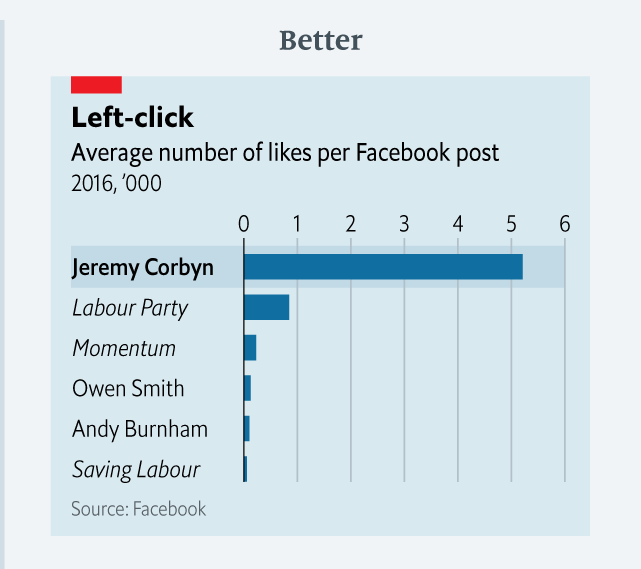 Better
Left-click
Average number of likes per Facebook post
2016, ’000
0 1 2 3 4 5 6
Jeremy Corbyn
Labour Party
Momentum
Owen Smith
Andy Burnham
Saving Labour
Source: Facebook